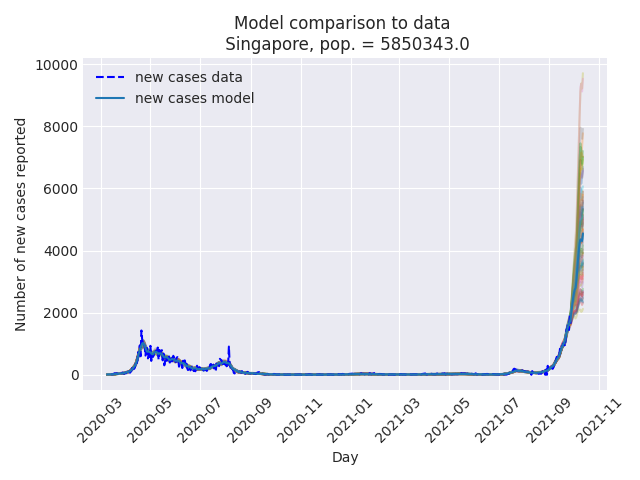 Model comparison to data
Singapore, pop. = 5850343.0
new cases data
new cases model
Number of new cases reported
10000
8000
6000
4000
2000
0
2020-03
2020-05
2020-07
2020-09
2020-11
2021-01
2021-03
2021-05
2021-07
2021-09
2021-11
Day